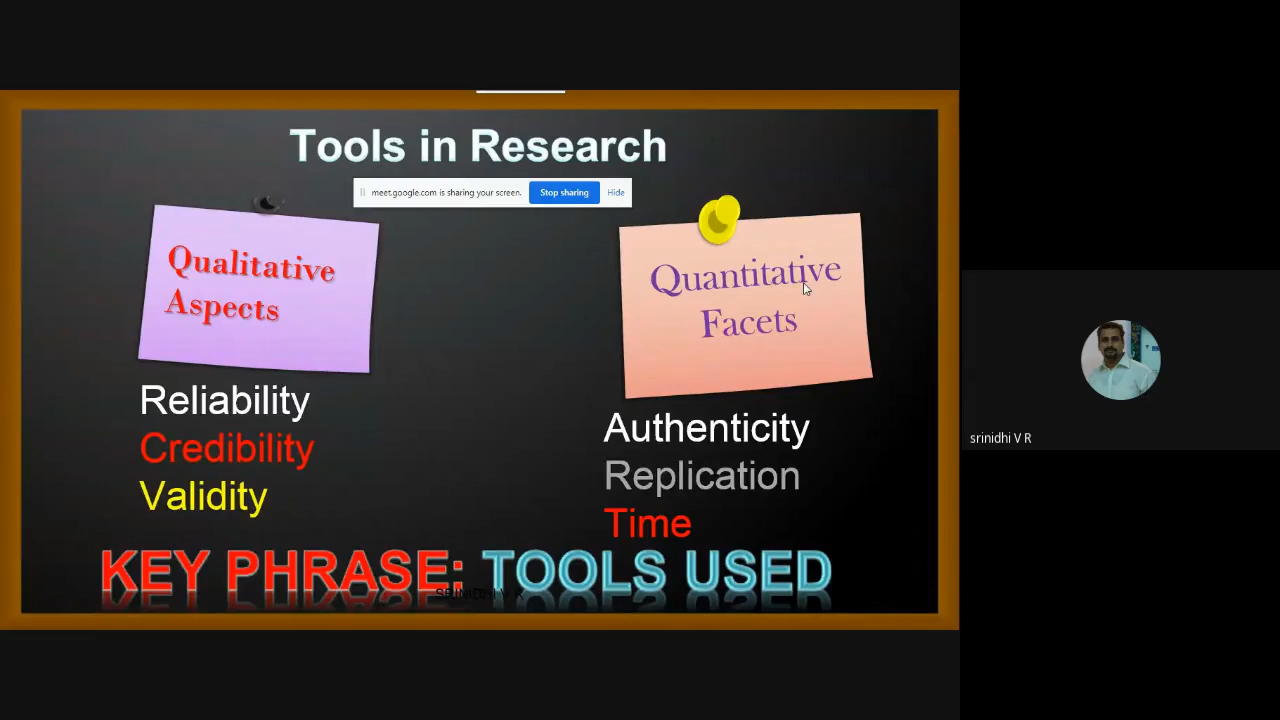 Tools in Research
meet.google.com is sharing your screen. Stop sharing Hide
Qualitative
Aspects
Reliability
Credibility
Validity
Quantitative
Facets
Authenticity
Replication
Time
KEY PHRASE: TOOLS USED
SRINIDHI V R
srinidhi V R